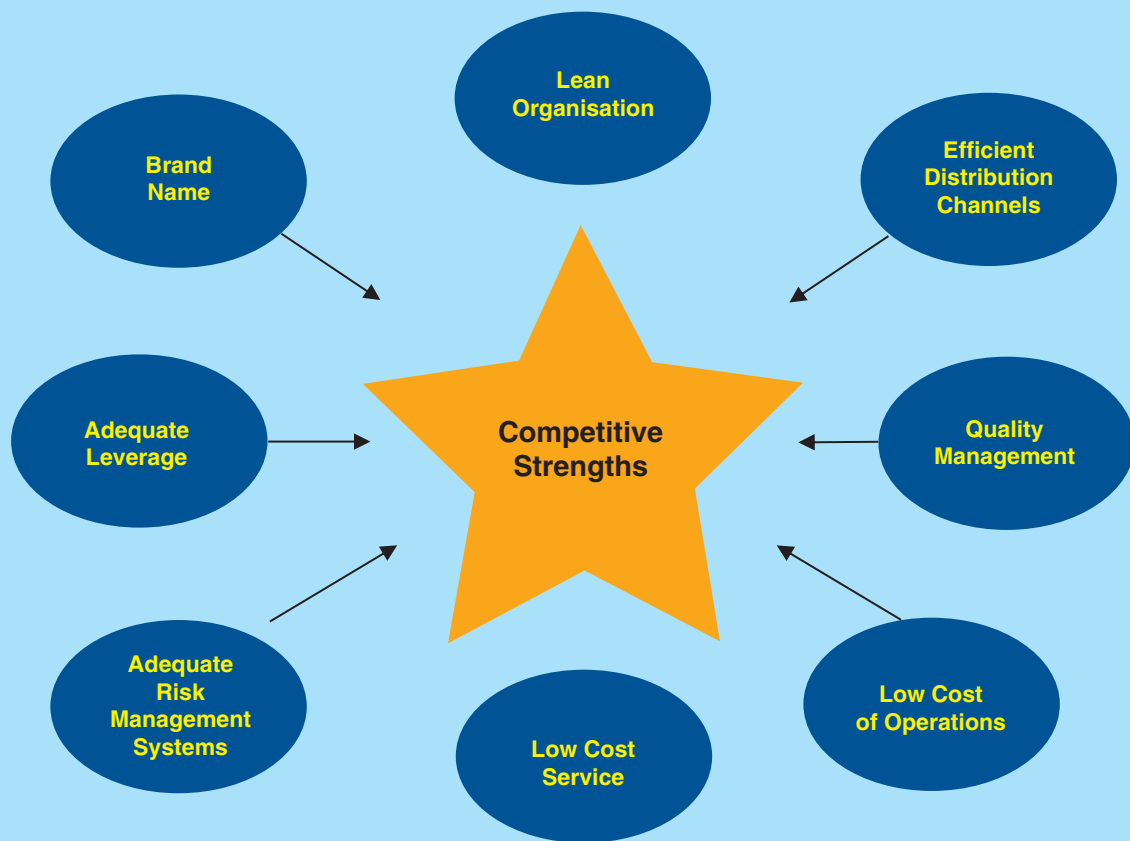 Lean
Organisation
Brand
Name
Efficient
Distribution
Channels
Competitive
Strengths
Adequate
Leverage
Quality
Management
Adequate
Risk
Management
Systems
Low Cost
Service
Low Cost
of Operations